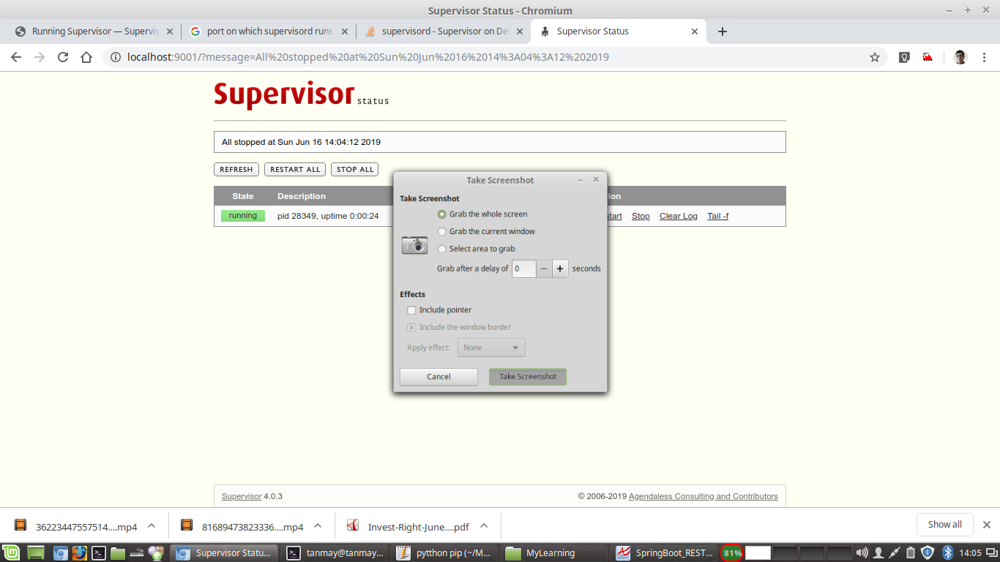 Supervisor Status - Chromium
Running Supervisor — Supervis
port on which supervisord runs
supervisord - Supervisor on De
Supervisor Status
localhost:9001/?message=All%20stopped%20at%20Sun%20Jun%2016%2014%3A04%3A12%202019
Supervisor status
All stopped at Sun Jun 16 14:04:12 2019
REFRESH RESTART ALL STOP ALL
State Description ion
running pid 28349, uptime 0:00:24 start Stop Clear Log Tail -f
Take Screenshot
Take Screenshot
Grab the whole screen
Grab the current window
Select area to grab
Grab after a delay of 0 seconds
Effects
Include pointer
Include the window border
Apply effect: None
Cancel Take Screenshot
Supervisor 4.0.3 © 2006-2019 Agendaless Consulting and Contributors
36223447557514....mp4 81689473823336....mp4 Invest-Right-June....pdf Show all
Supervisor Statu... tanmay@tanmay... pytthon pip (~/M... MyLearning SpringBoot_REST... 81% 14:05